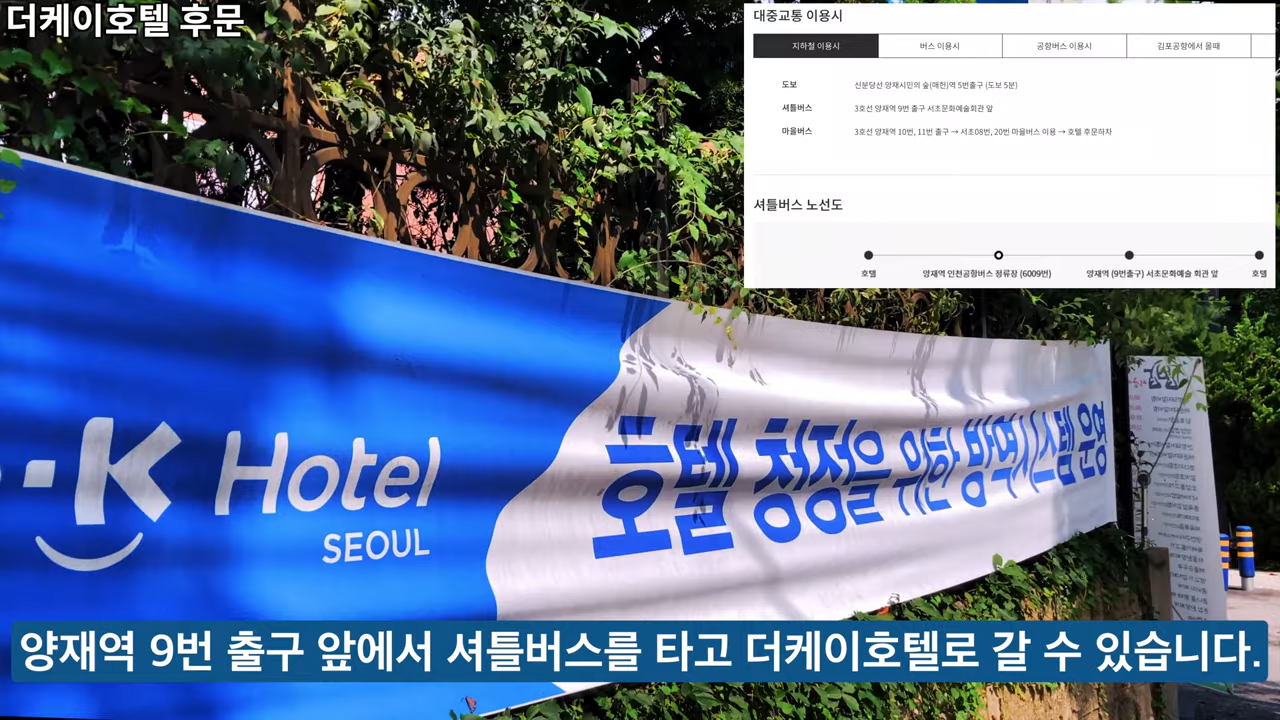 더케이호텔 후문
대중교통 이용시
지하철 이용시
버스 이용시
공항버스 이용시
김포공항에서 올때
도보 신분당선 양재시민의 숲(매헌)역 5번출구 (도보 5분)
셔틀버스 3호선 양재역 9번 출구 서초문화예술회관 앞
마을버스 3호선 양재역 10번, 11번 출구 → 서초08번, 20번 마을버스 이용 → 호텔 후문하차
셔틀버스 노선도
호텔
양재역 인천공항버스 정류장 (6009번)
양재역 (9번출구) 서초문화예술 회관 앞
호텔
K Hotel
SEOUL
호텔 청정을 위한 방역시스템 운영
양재역 9번 출구 앞에서 셔틀버스를 타고 더케이호텔로 갈 수 있습니다.